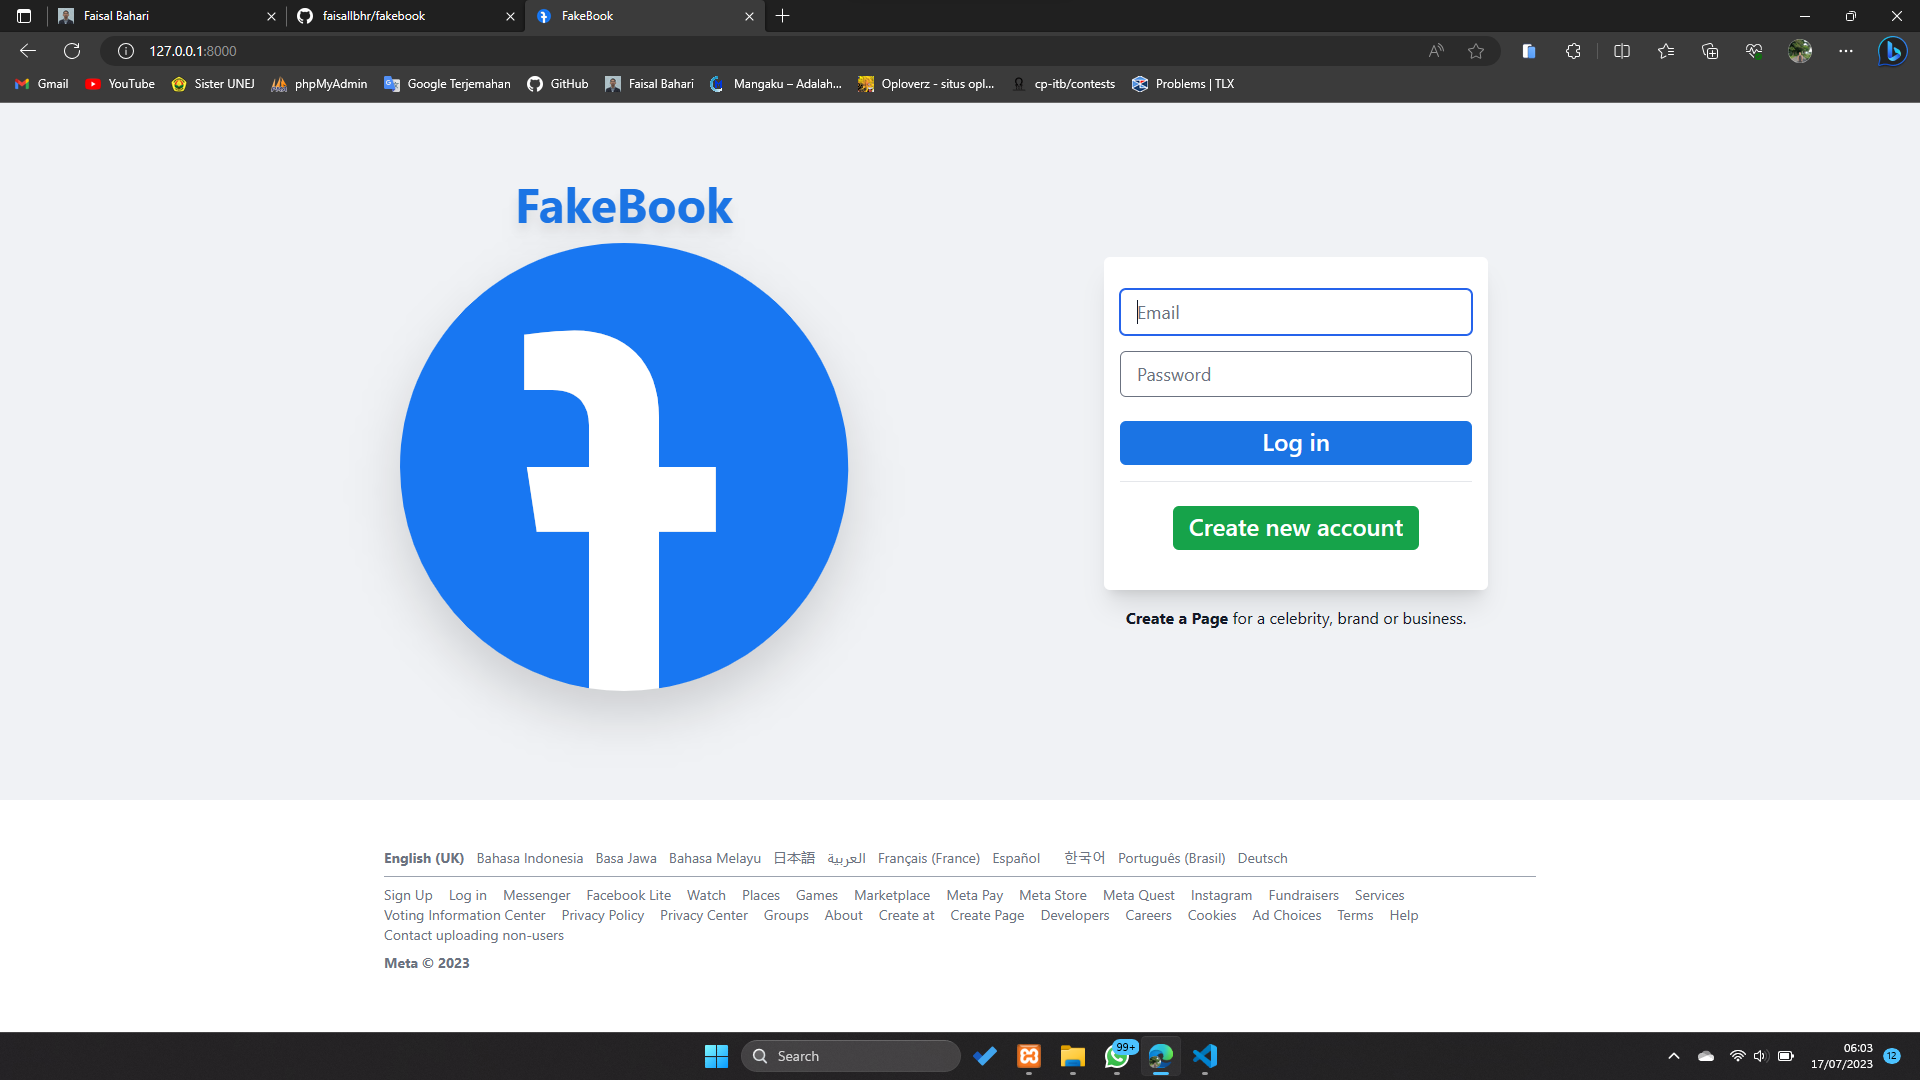 Faisal Bahari
faisallbhr/fakebook
FakeBook
127.0.0.1:8000
Gmail
YouTube
Sister UNEJ
phpMyAdmin
Google Terjemahan
GitHub
Faisal Bahari
Mangaku – Adalah...
Oploverz - situs opl...
cp-itb/contests
Problems | TLX
FakeBook
Email
Password
Log in
Create new account
Create a Page for a celebrity, brand or business.
English (UK) Bahasa Indonesia Basa Jawa Bahasa Melayu 日本語 العربية Français (France) Español 한국어 Português (Brasil) Deutsch
Sign Up Log in Messenger Facebook Lite Watch Places Games Marketplace Meta Pay Meta Store Meta Quest Instagram Fundraisers Services
Voting Information Center Privacy Policy Privacy Center Groups About Create at Create Page Developers Careers Cookies Ad Choices Terms Help
Contact uploading non-users
Meta © 2023
Search
99+
06:03
17/07/2023
12